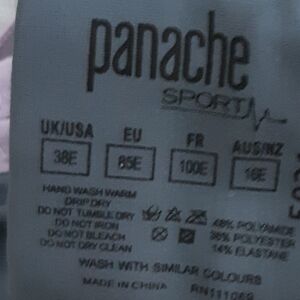 panache
SPORT
UK/USA EU FR AUS/NZ
38E 85E 100E 16E
HAND WASH WARM
DRIP DRY
DO NOT TUMBLE DRY 48% POLYAMIDE
DO NOT IRON 38% POLYESTER
DO NOT BLEACH 14% ELASTANE
DO NOT DRY CLEAN
WASH WITH SIMILAR COLOURS
MADE IN CHINA